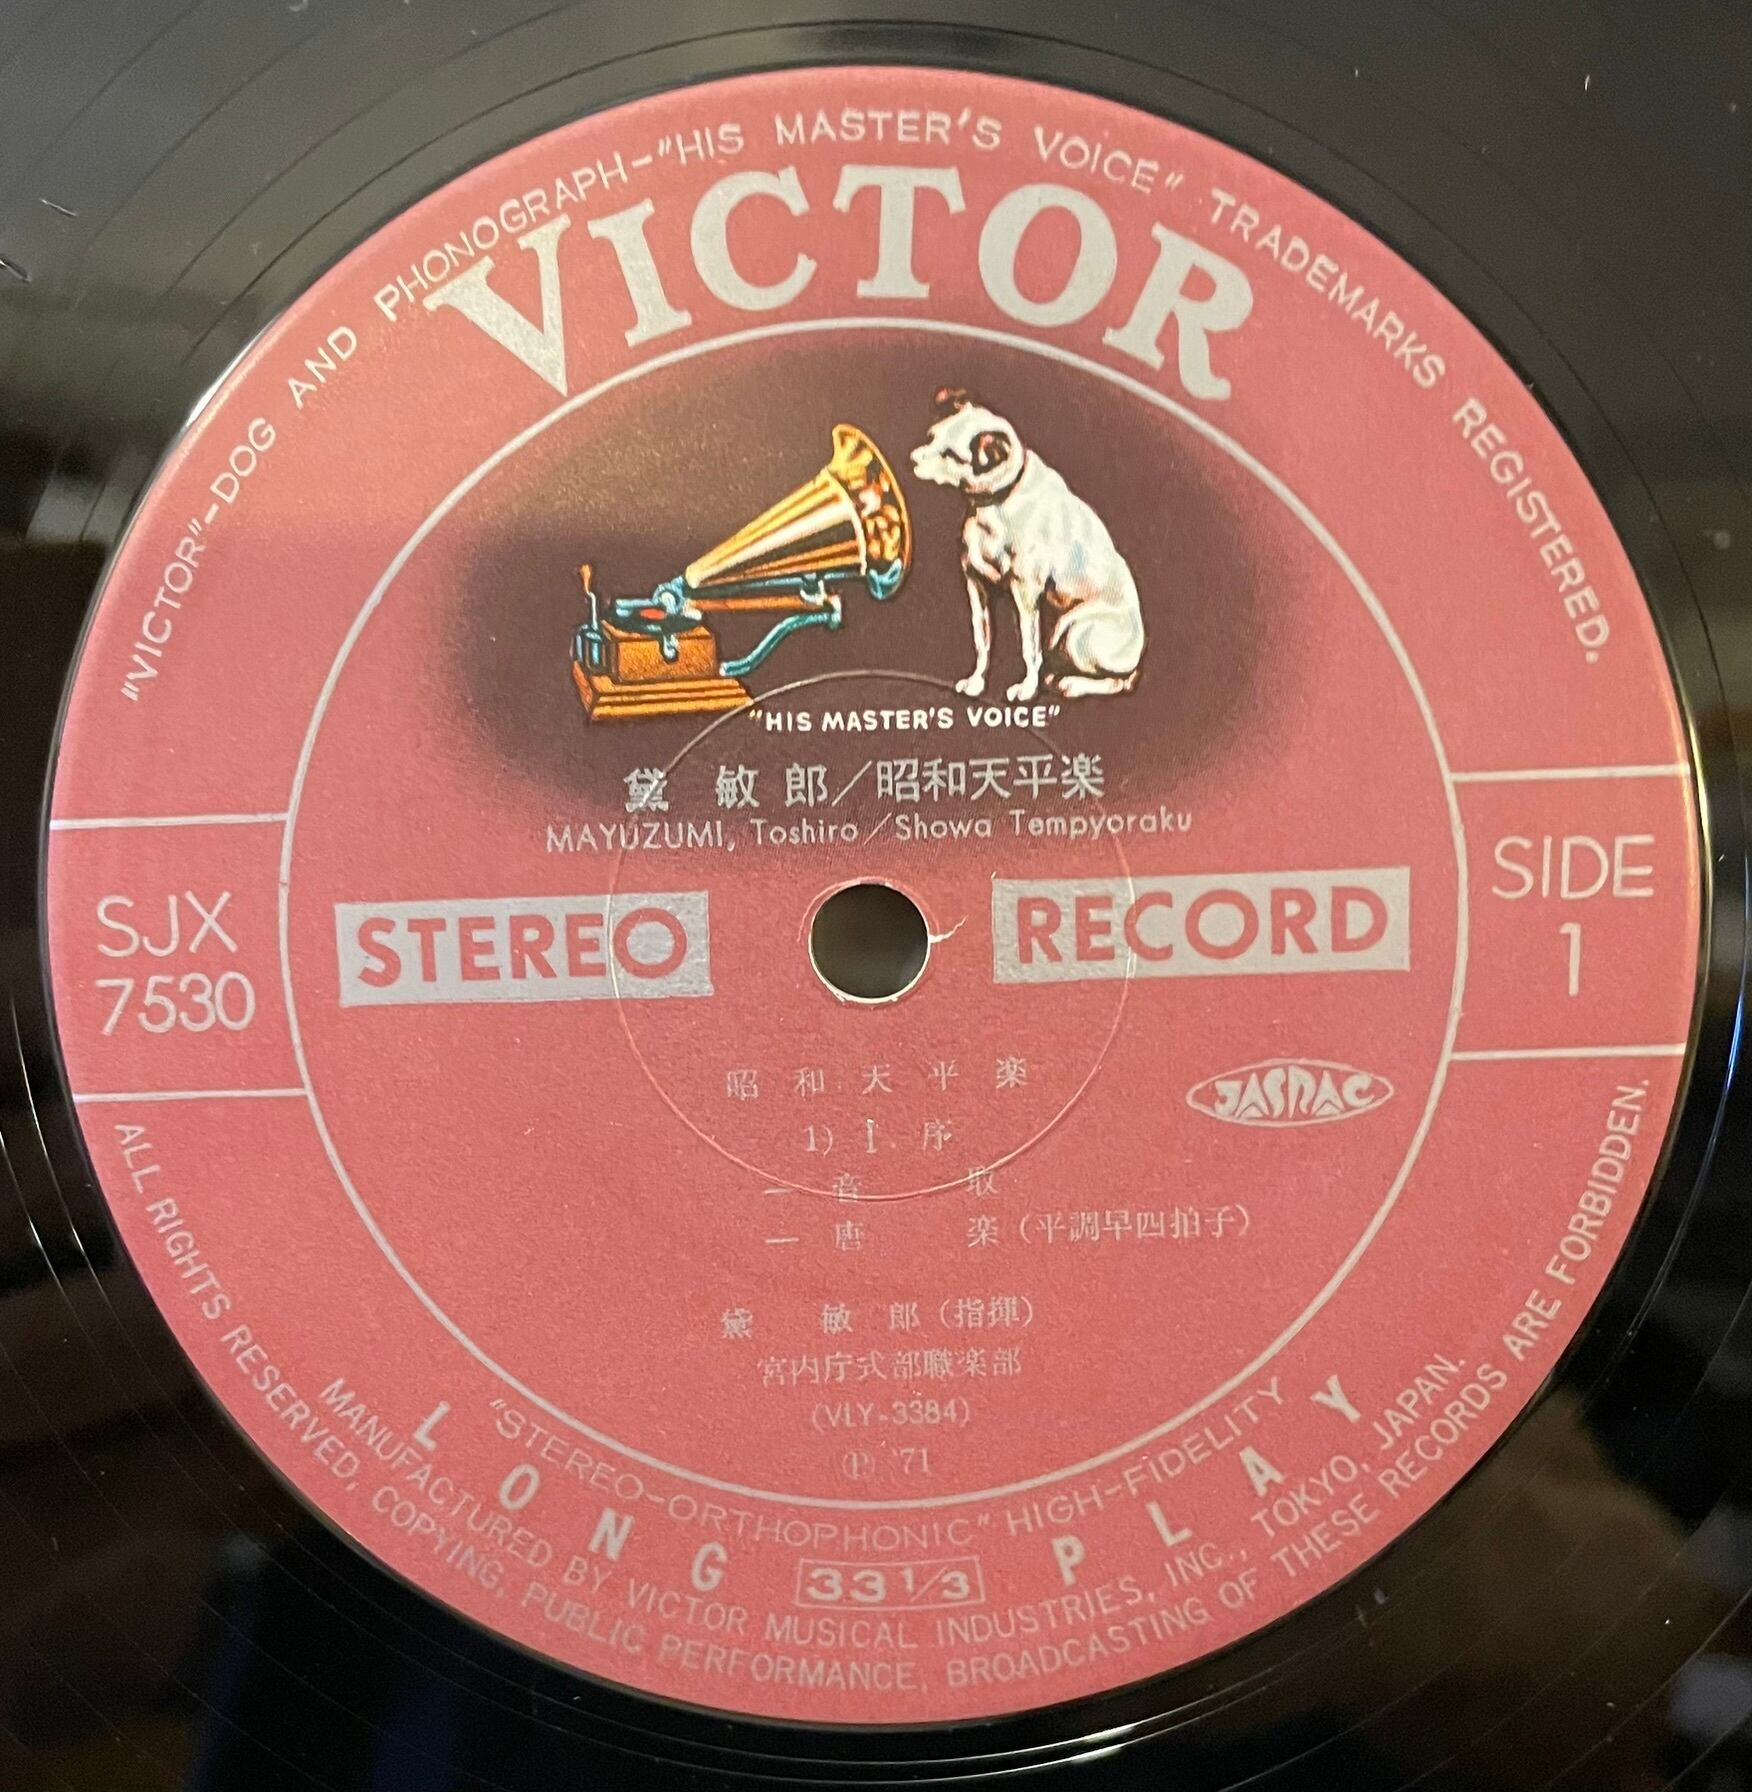 "VICTOR"-DOG AND PHONOGRAPH-"HIS MASTER'S VOICE" TRADEMARKS REGISTERED.
VICTOR
"HIS MASTER'S VOICE"
黛 敏郎/昭和天平楽
MAYUZUMI, Toshiro/Showa Tempyoraku
SJX
7530
STEREO RECORD
SIDE
1
昭和天平楽
JASRAC
1) I. 序
— 音 取
— 唐 楽(平調早四拍子)
黛 敏郎(指揮)
宮内庁式部職楽部
(VLY-3384)
Ⓟ '71
"STEREO-ORTHOPHONIC" HIGH-FIDELITY
LONG 33 1/3 PLAY
MANUFACTURED BY VICTOR MUSICAL INDUSTRIES, INC., TOKYO, JAPAN.
ALL RIGHTS RESERVED, COPYING, PUBLIC PERFORMANCE, BROADCASTING OF THESE RECORDS ARE FORBIDDEN.